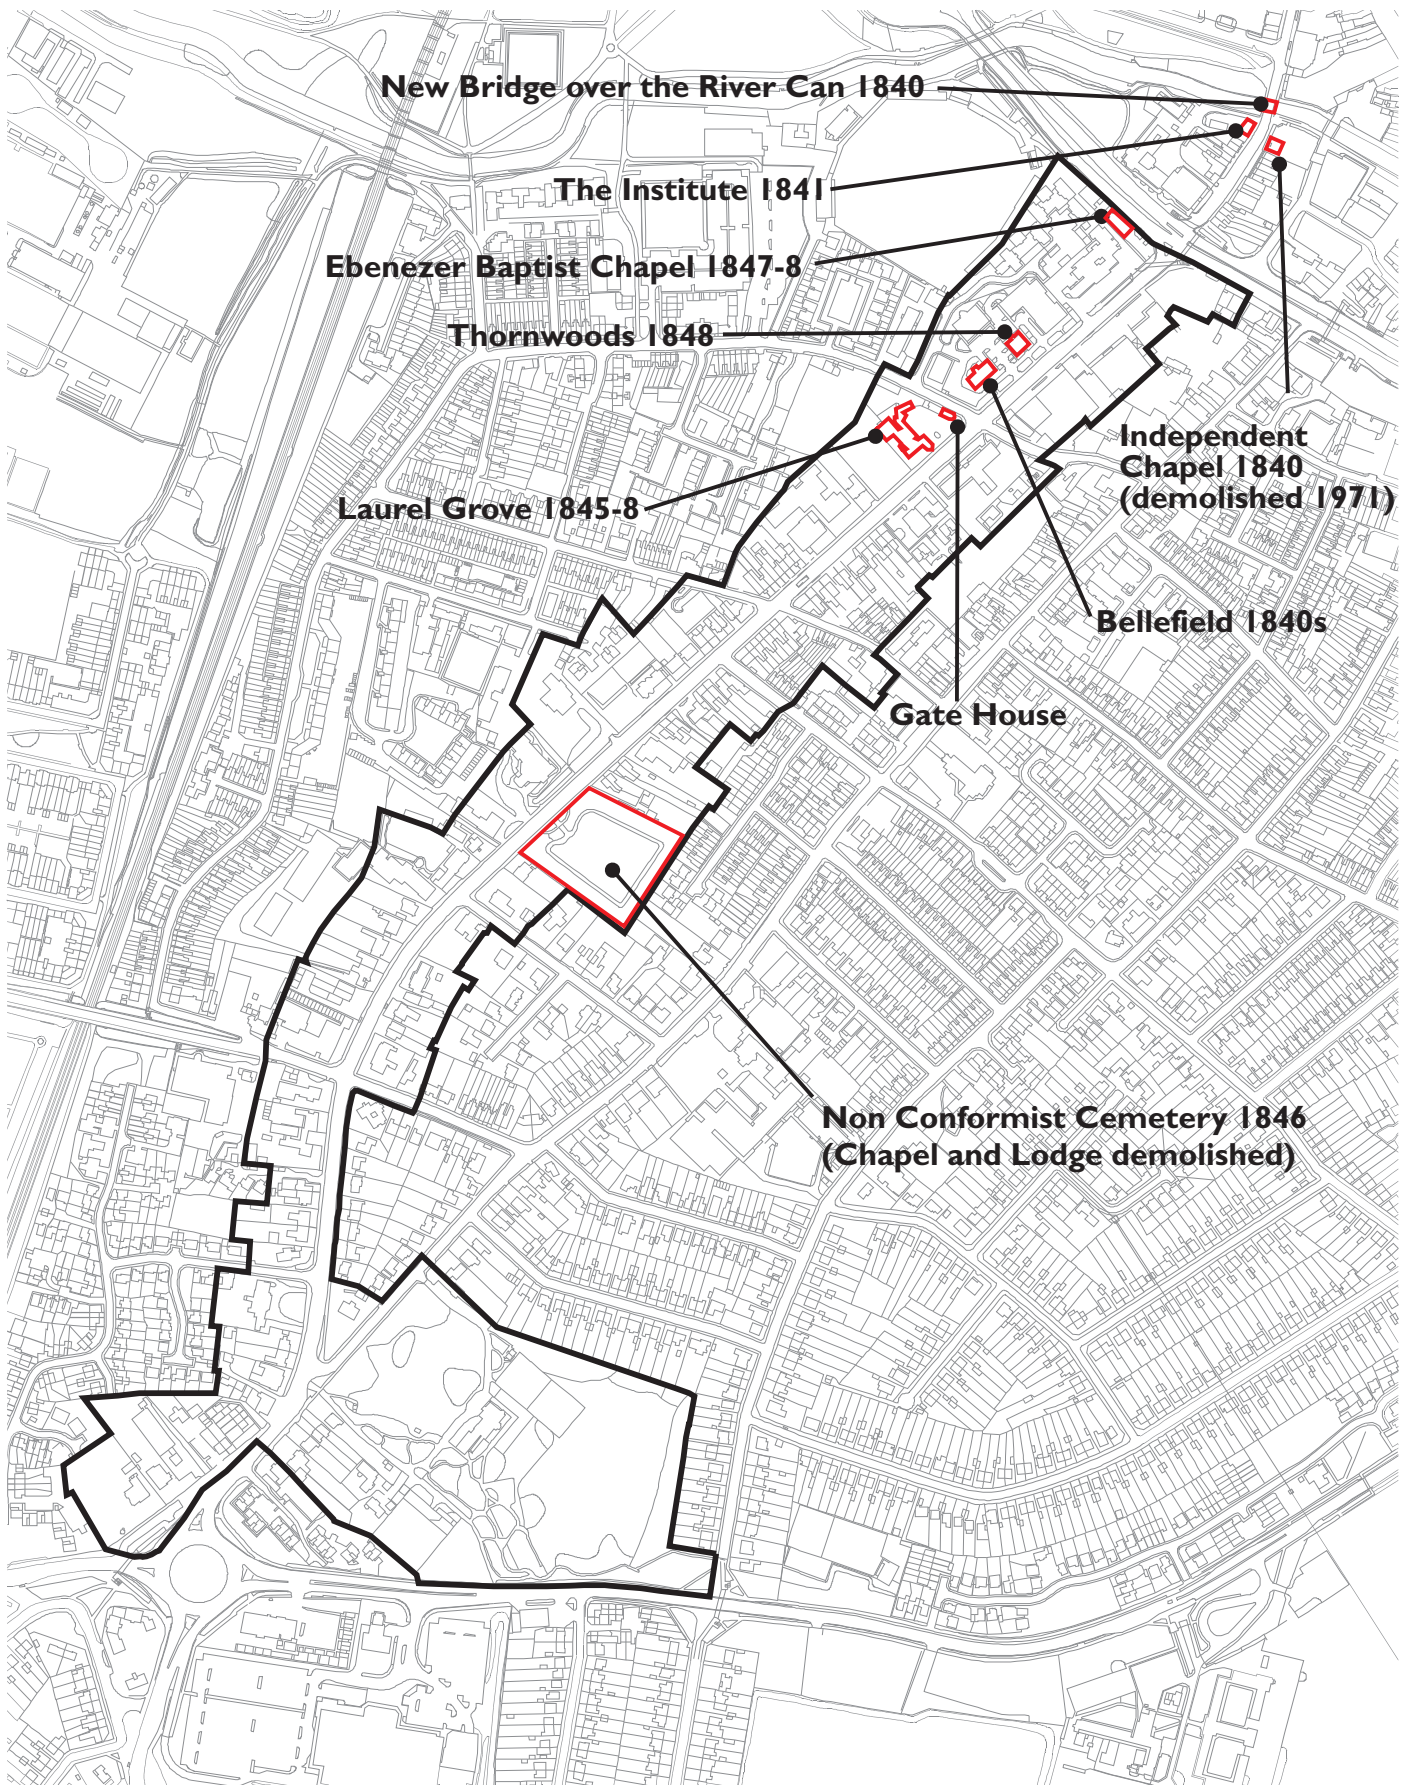 New Bridge over the River Can 1840
The Institute 1841
Ebenezer Baptist Chapel 1847-8
Thornwoods 1848
Independent
Chapel 1840
(demolished 1971)
Laurel Grove 1845-8
Bellefield 1840s
Gate House
Non Conformist Cemetery 1846
(Chapel and Lodge demolished)